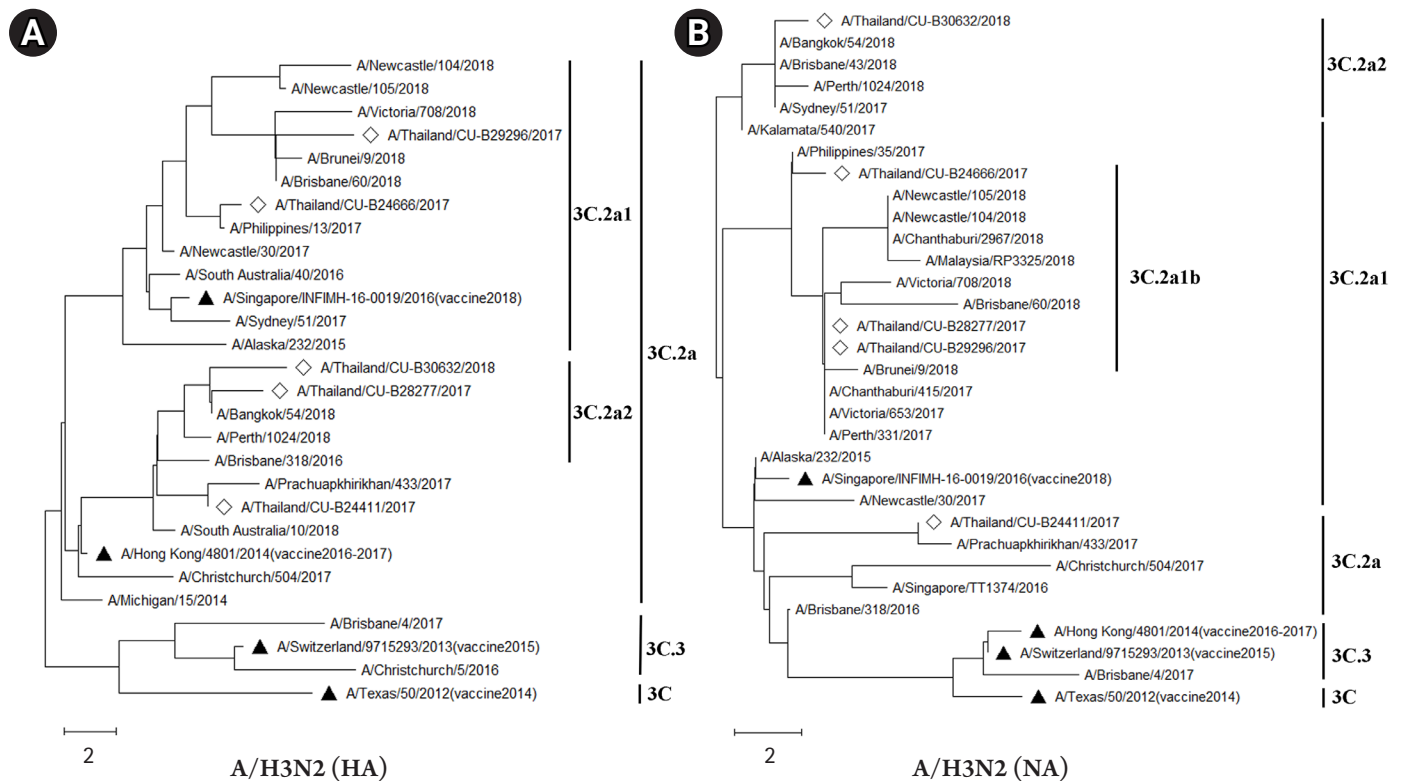 A
A/Newcastle/104/2018
A/Newcastle/105/2018
A/Victoria/708/2018
A/Thailand/CU-B29296/2017
A/Brunei/9/2018
A/Brisbane/60/2018
A/Thailand/CU-B24666/2017
A/Philippines/13/2017
A/Newcastle/30/2017
A/South Australia/40/2016
A/Singapore/INFIMH-16-0019/2016(vaccine2018)
A/Sydney/51/2017
A/Alaska/232/2015
A/Thailand/CU-B30632/2018
A/Thailand/CU-B28277/2017
A/Bangkok/54/2018
A/Perth/1024/2018
A/Brisbane/318/2016
A/Prachuapkhirikhan/433/2017
A/Thailand/CU-B24411/2017
A/South Australia/10/2018
A/Hong Kong/4801/2014(vaccine2016-2017)
A/Christchurch/504/2017
A/Michigan/15/2014
A/Brisbane/4/2017
A/Switzerland/9715293/2013(vaccine2015)
A/Christchurch/5/2016
A/Texas/50/2012(vaccine2014)
3C.2a1
3C.2a2
3C.2a
3C.3
3C
2
A/H3N2 (HA)
B
A/Thailand/CU-B30632/2018
A/Bangkok/54/2018
A/Brisbane/43/2018
A/Perth/1024/2018
A/Sydney/51/2017
A/Kalamata/540/2017
A/Philippines/35/2017
A/Thailand/CU-B24666/2017
A/Newcastle/105/2018
A/Newcastle/104/2018
A/Chanthaburi/2967/2018
A/Malaysia/RP3325/2018
A/Victoria/708/2018
A/Brisbane/60/2018
A/Thailand/CU-B28277/2017
A/Thailand/CU-B29296/2017
A/Brunei/9/2018
A/Chanthaburi/415/2017
A/Victoria/653/2017
A/Perth/331/2017
A/Alaska/232/2015
A/Singapore/INFIMH-16-0019/2016(vaccine2018)
A/Newcastle/30/2017
A/Thailand/CU-B24411/2017
A/Prachuapkhirikhan/433/2017
A/Christchurch/504/2017
A/Singapore/TT1374/2016
A/Brisbane/318/2016
A/Hong Kong/4801/2014(vaccine2016-2017)
A/Switzerland/9715293/2013(vaccine2015)
A/Brisbane/4/2017
A/Texas/50/2012(vaccine2014)
3C.2a2
3C.2a1b
3C.2a1
3C.2a
3C.3
3C
2
A/H3N2 (NA)